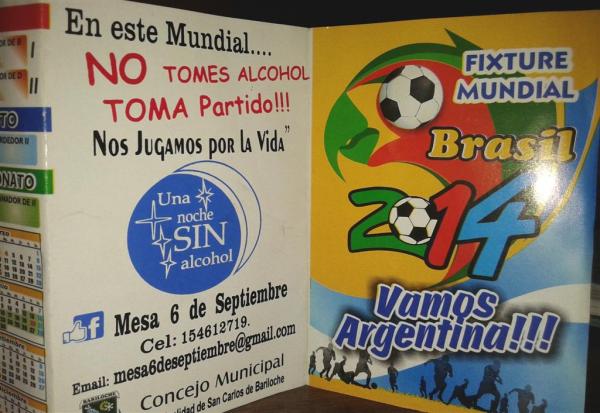 En este Mundial....
NO TOMES ALCOHOL
TOMA Partido!!!
Nos Jugamos por la Vida"
Una
noche
SIN
alcohol
Mesa 6 de Septiembre
Cel: 154612719.
Email: mesa6deseptiembre@gmail.com
Concejo Municipal
de San Carlos de Bariloche
BARILOCHE
FIXTURE
MUNDIAL
Brasil
2014
Vamos
Argentina!!!